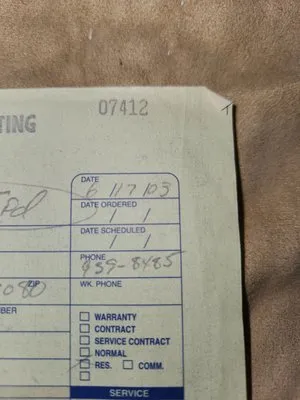 07412
TING
DATE
6 / 17 / 03
DATE ORDERED
/ /
DATE SCHEDULED
/ /
PHONE
939-8485
080 ZIP
WK. PHONE
BER
WARRANTY
CONTRACT
SERVICE CONTRACT
NORMAL
RES. COMM.
SERVICE